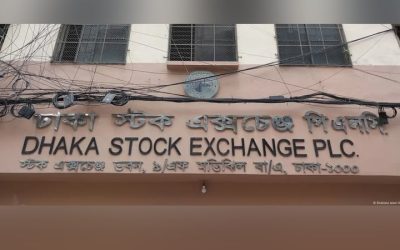 ঢাকা স্টক এক্সচেঞ্জ পিএলসি.
DHAKA STOCK EXCHANGE PLC.
স্টক এক্সচেঞ্জ ভবন, ৯/এফ মতিঝিল বা/এ, ঢাকা-১০০০